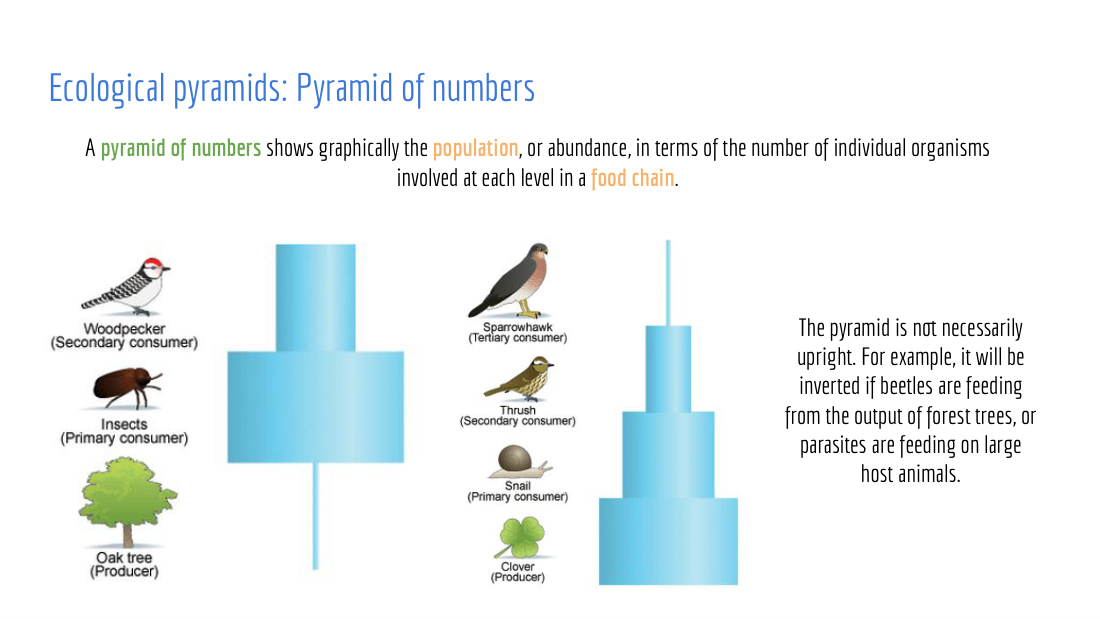 Ecological pyramids: Pyramid of numbers
A pyramid of numbers shows graphically the population, or abundance, in terms of the number of individual organisms
involved at each level in a food chain.
Woodpecker
(Secondary consumer)
Insects
(Primary consumer)
Oak tree
(Producer)
Sparrowhawk
(Tertiary consumer)
Thrush
(Secondary consumer)
Snail
(Primary consumer)
Clover
(Producer)
The pyramid is not necessarily
upright. For example, it will be
inverted if beetles are feeding
from the output of forest trees, or
parasites are feeding on large
host animals.